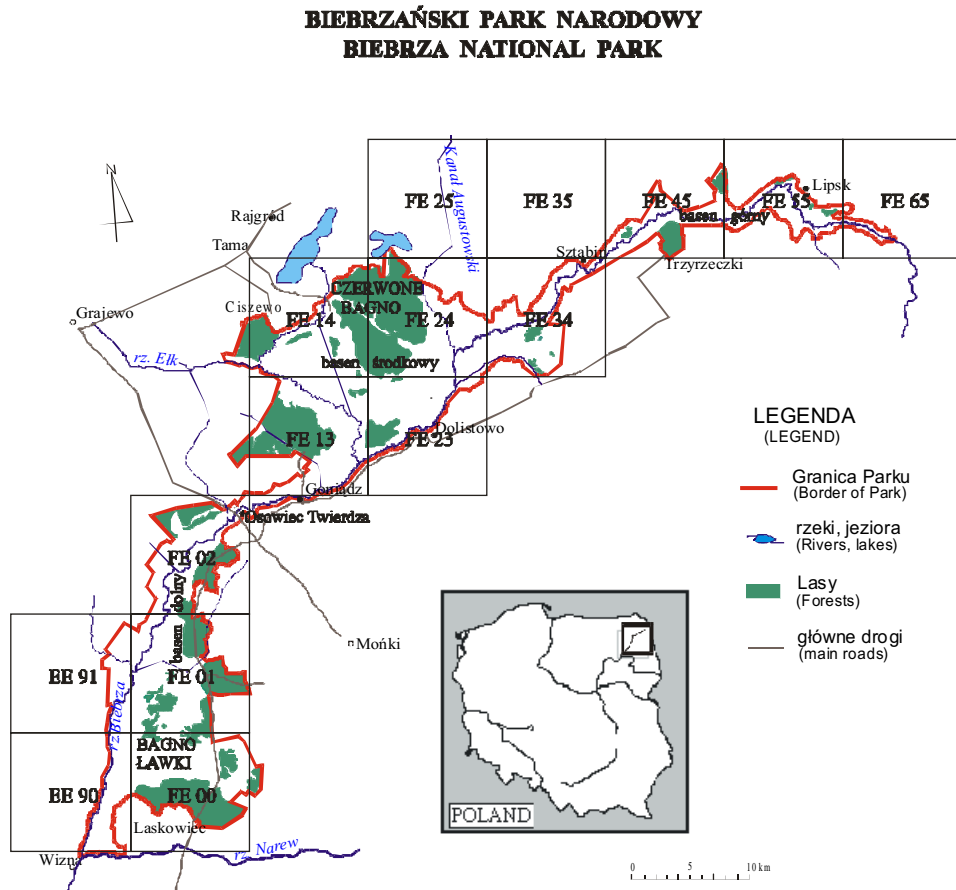 BIEBRZAŃSKI PARK NARODOWY
BIEBRZA NATIONAL PARK
N
Kanał Augustowski
FE 25
FE 35
FE 45
FE 55
FE 65
Lipsk
Rajgród
basen górny
Tama
Sztabin
Trzyrzeczki
CZERWONE
BAGNO
Ciszewo
Grajewo
FE 14
FE 24
FE 34
rz. Ełk
basen środkowy
Dolistowo
FE 13
FE 23
Goniądz
Osowiec Twierdza
FE 02
basen dolny
Mońki
EE 91
FE 01
rz Biebrza
BAGNO
ŁAWKI
EE 90
FE 00
Laskowiec
Wizna
rz. Narew
LEGENDA
(LEGEND)
Granica Parku
(Border of Park)
rzeki, jeziora
(Rivers, lakes)
Lasy
(Forests)
główne drogi
(main roads)
POLAND
0 5 10 km